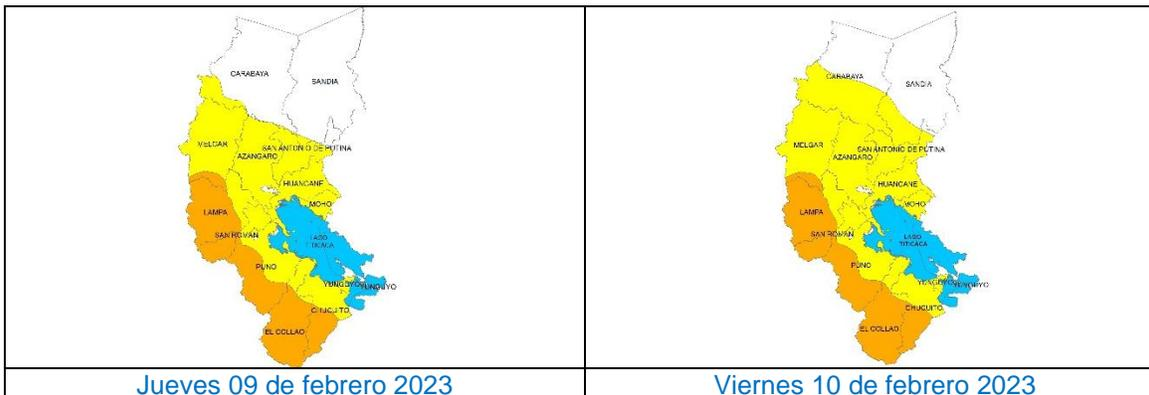 CARABAYA
SANDIA
MELGAR
SAN ANTONIO DE PUTINA
AZANGARO
HUANCANE
MOHO
LAMPA
SAN ROMAN
LAGO
TITICACA
PUNO
YUNGUYO
YUNGUYO
CHUCUITO
EL COLLAO
Jueves 09 de febrero 2023
CARABAYA
SANDIA
MELGAR
SAN ANTONIO DE PUTINA
AZANGARO
HUANCANE
MOHO
LAMPA
SAN ROMAN
LAGO
TITICACA
PUNO
YUNGUYO
YUNGUYO
CHUCUITO
EL COLLAO
Viernes 10 de febrero 2023